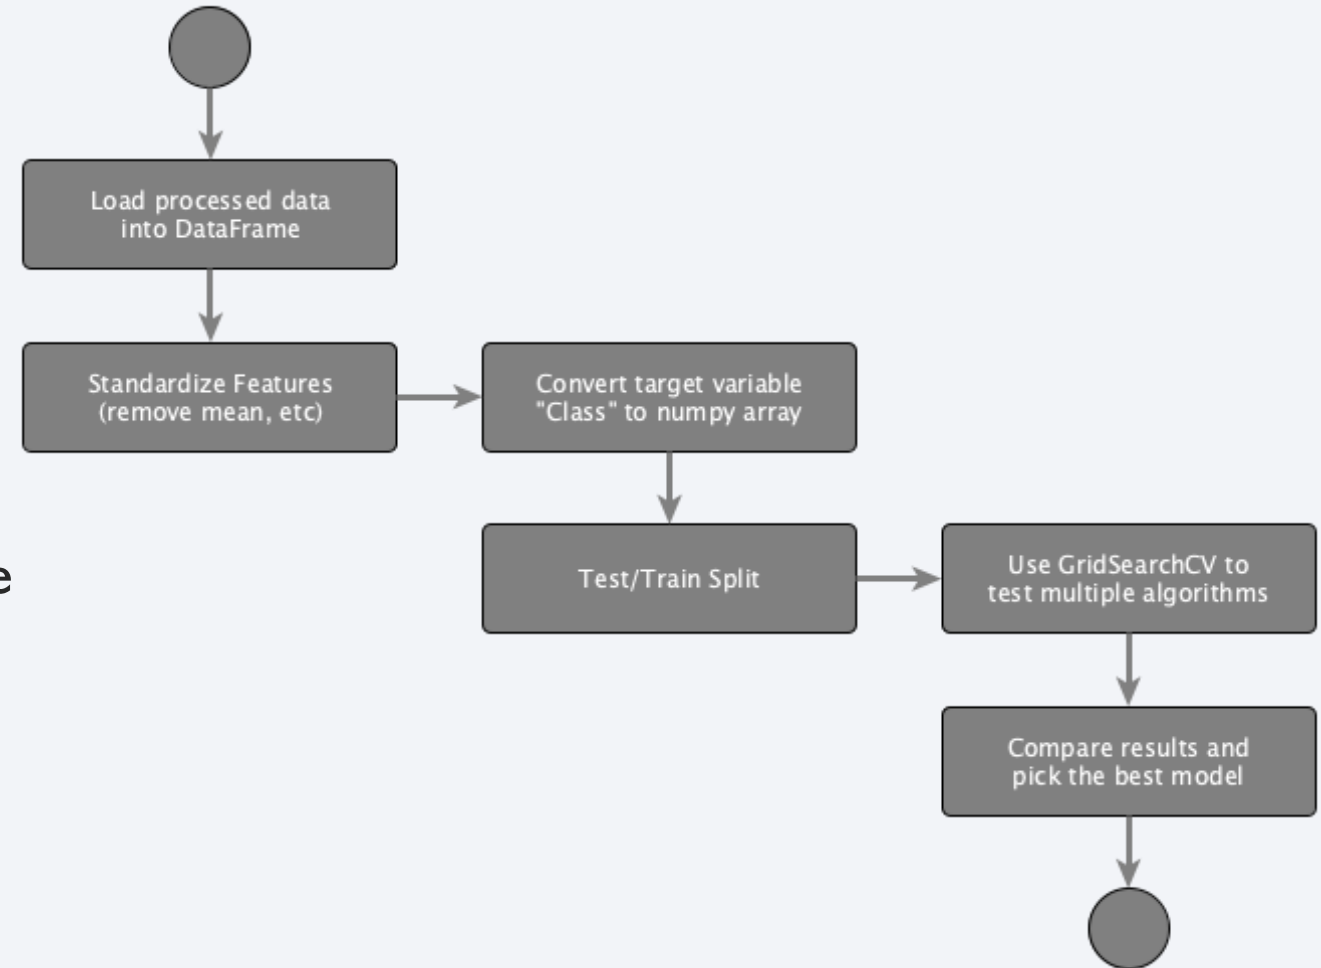 Load processed data
into DataFrame
Standardize Features
(remove mean, etc)
Convert target variable
"Class" to numpy array
e
Test/Train Split
Use GridSearchCV to
test multiple algorithms
Compare results and
pick the best model